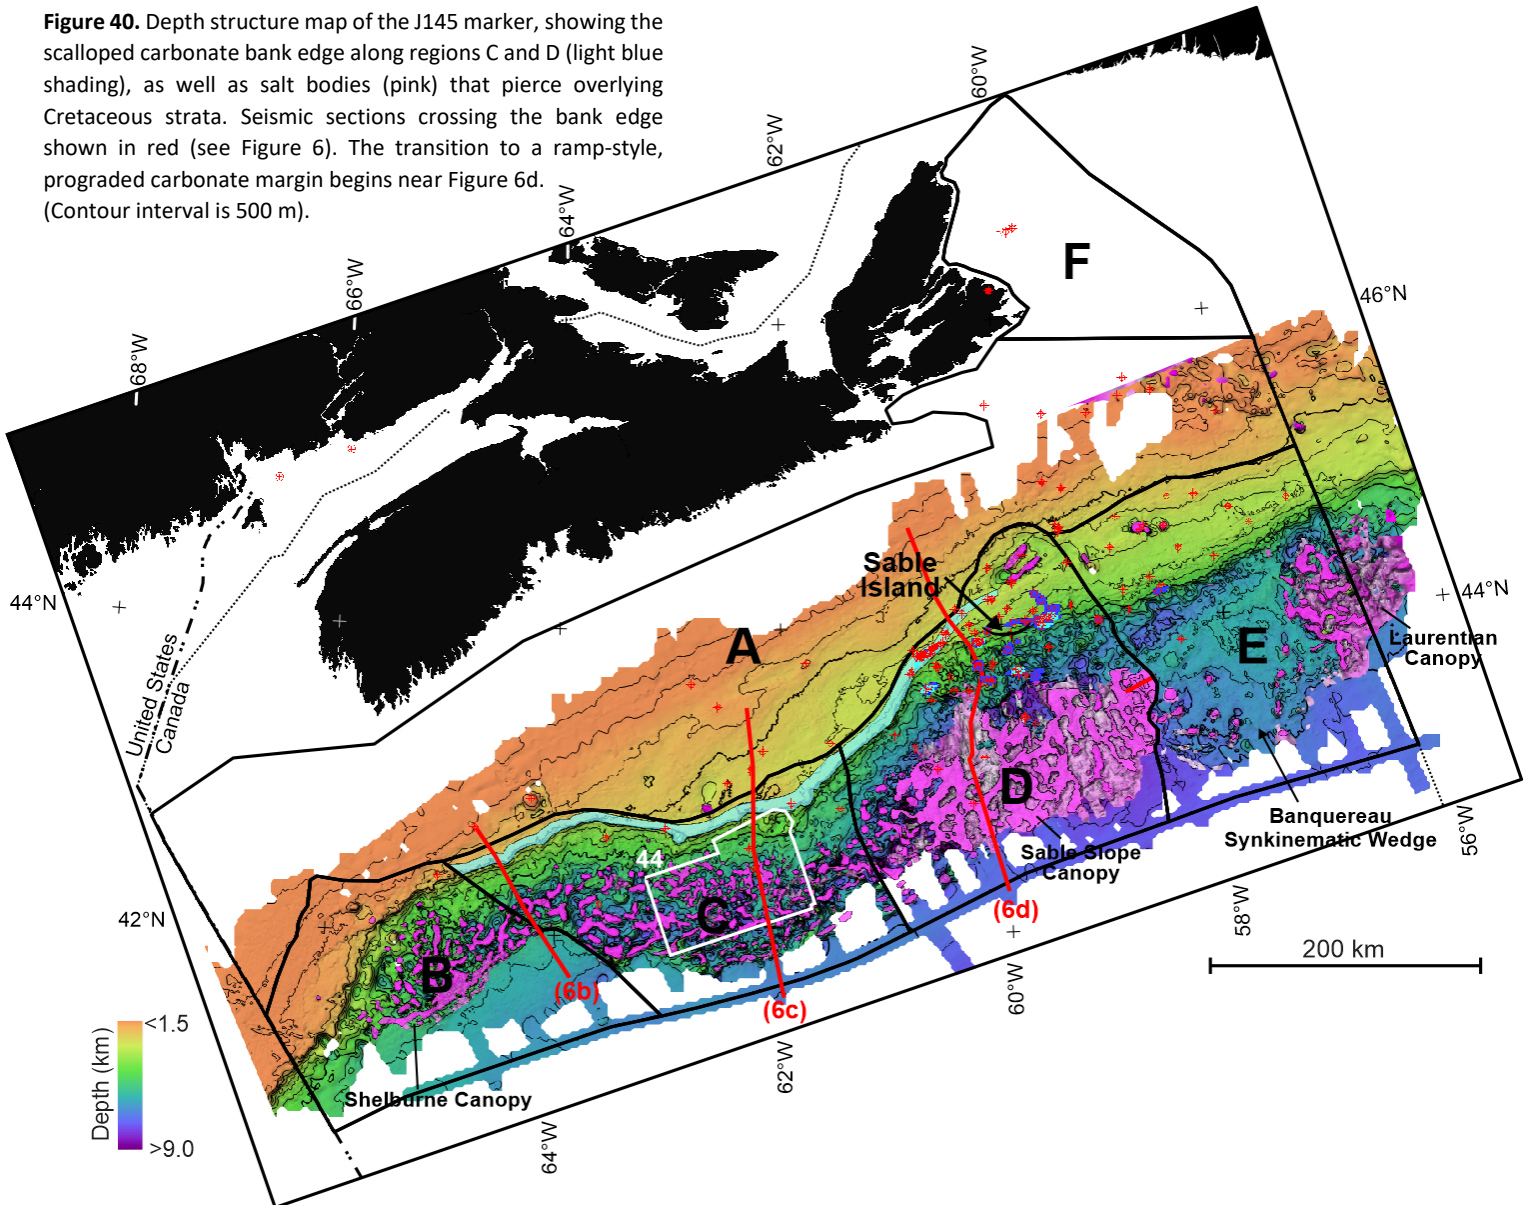 Figure 40. Depth structure map of the J145 marker, showing the
scalloped carbonate bank edge along regions C and D (light blue
shading), as well as salt bodies (pink) that pierce overlying
Cretaceous strata. Seismic sections crossing the bank edge
shown in red (see Figure 6). The transition to a ramp-style,
prograded carbonate margin begins near Figure 6d.
(Contour interval is 500 m).
60°W
62°W
64°W
66°W
68°W
F
46°N
44°N
Sable
Island
44°N
United States
Canada
A
E
Laurentian
Canopy
D
Banquereau
Synkinematic Wedge
56°W
Sable Slope
Canopy
44
C
42°N
(6d)
58°W
200 km
B
(6b)
60°W
(6c)
Depth (km)
<1.5
>9.0
62°W
Shelburne Canopy
64°W